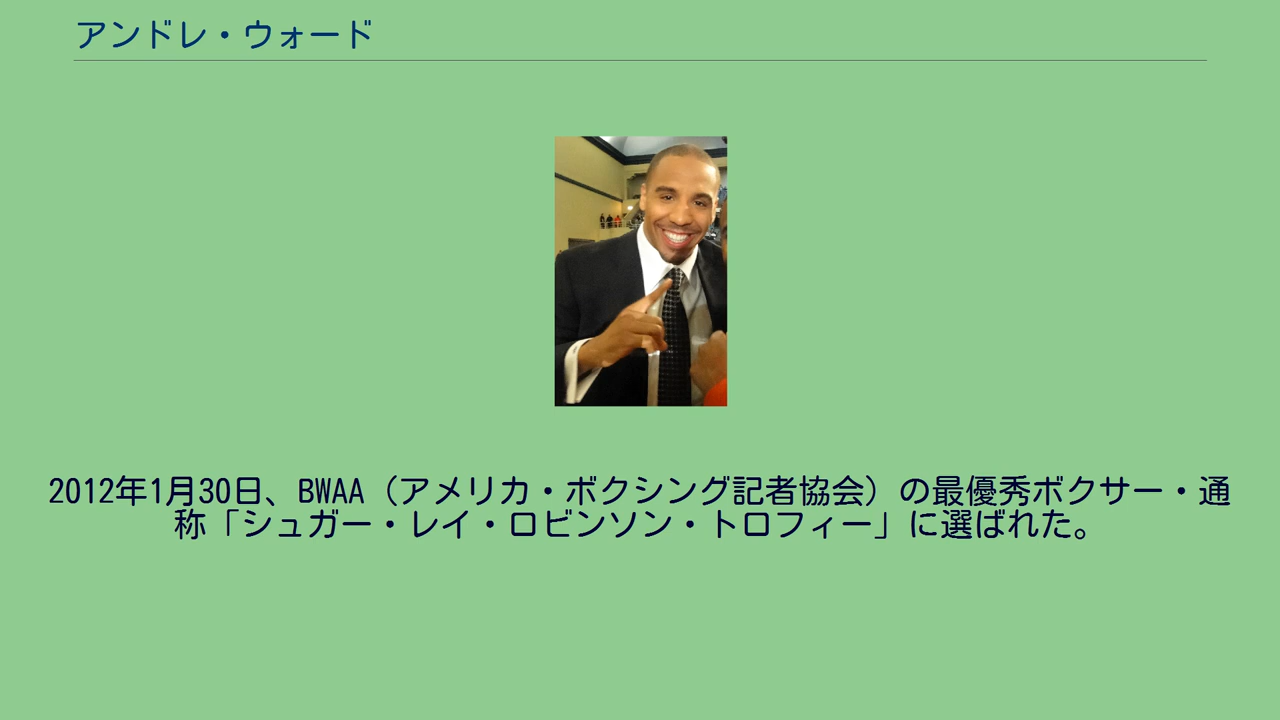 アンドレ・ウォード
2012年1月30日、BWAA（アメリカ・ボクシング記者協会）の最優秀ボクサー・通
称「シュガー・レイ・ロビンソン・トロフィー」に選ばれた。